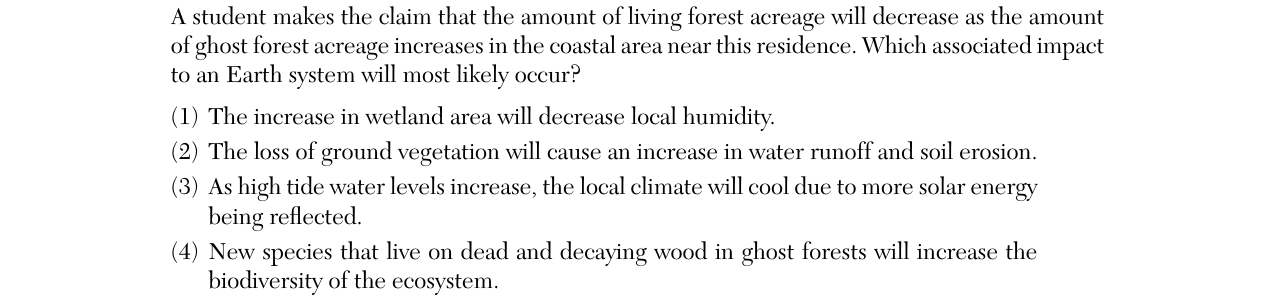 A student makes the claim that the amount of living forest acreage will decrease as the amount
of ghost forest acreage increases in the coastal area near this residence. Which associated impact
to an Earth system will most likely occur?
(1) The increase in wetland area will decrease local humidity.
(2) The loss of ground vegetation will cause an increase in water runoff and soil erosion.
(3) As high tide water levels increase, the local climate will cool due to more solar energy
being reflected.
(4) New species that live on dead and decaying wood in ghost forests will increase the
biodiversity of the ecosystem.